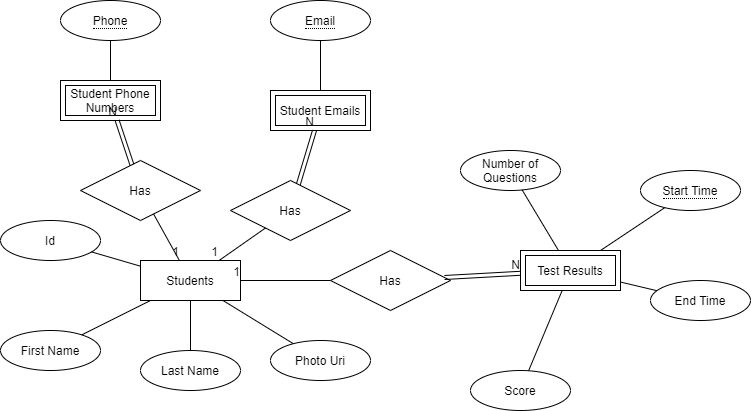 Phone
Email
Student Phone
Numbers
N
Student Emails
N
Number of
Questions
Start Time
Has
Has
Id
1
1
1
Students
Has
N
Test Results
End Time
First Name
Last Name
Photo Uri
Score